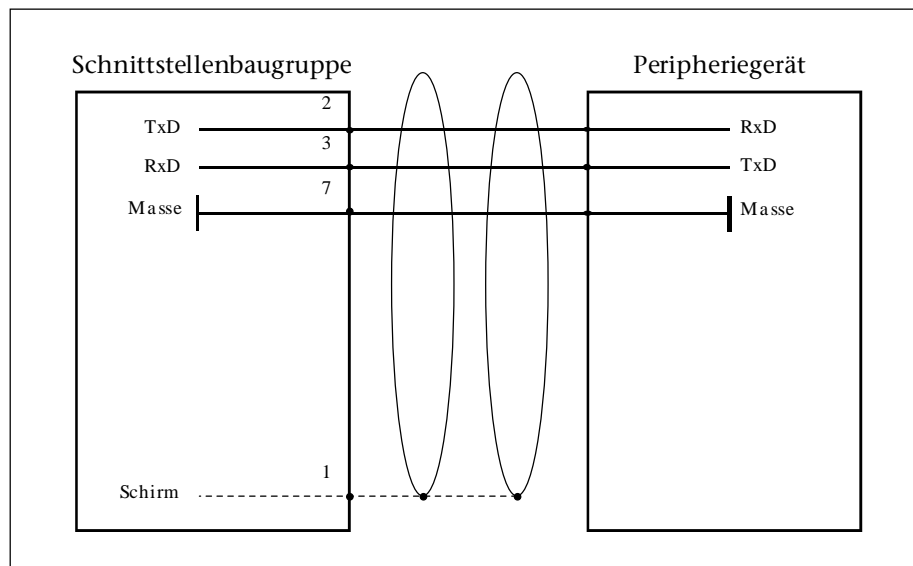 Schnittstellenbaugruppe Peripheriegerät
2
TxD RxD
3
RxD TxD
7
Masse Masse
1
Schirm